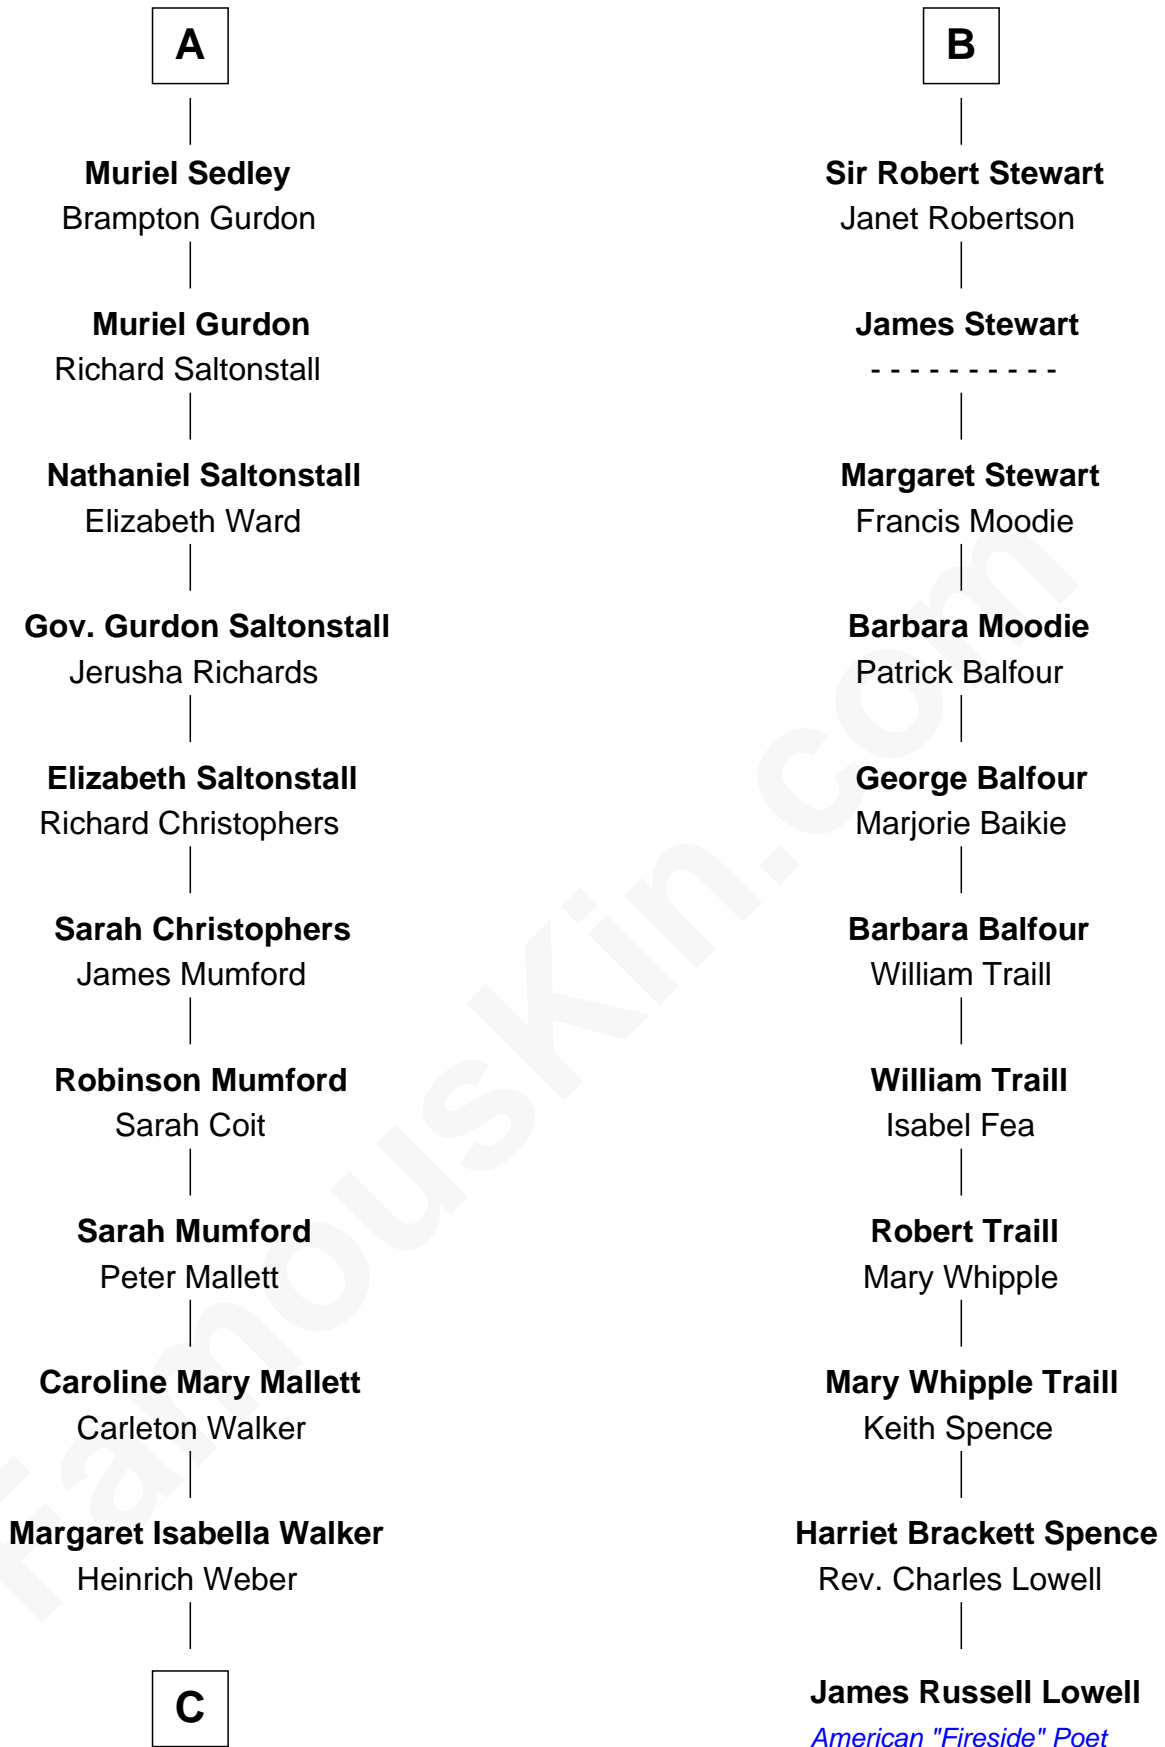 A
Muriel Sedley
Brampton Gurdon
Muriel Gurdon
Richard Saltonstall
Nathaniel Saltonstall
Elizabeth Ward
Gov. Gurdon Saltonstall
Jerusha Richards
Elizabeth Saltonstall
Richard Christophers
Sarah Christophers
James Mumford
Robinson Mumford
Sarah Coit
Sarah Mumford
Peter Mallett
Caroline Mary Mallett
Carleton Walker
Margaret Isabella Walker
Heinrich Weber
C
B
Sir Robert Stewart
Janet Robertson
James Stewart
- - - - - - - - - -
Margaret Stewart
Francis Moodie
Barbara Moodie
Patrick Balfour
George Balfour
Marjorie Baikie
Barbara Balfour
William Traill
William Traill
Isabel Fea
Robert Traill
Mary Whipple
Mary Whipple Traill
Keith Spence
Harriet Brackett Spence
Rev. Charles Lowell
James Russell Lowell
American "Fireside" Poet
FamousKin.com